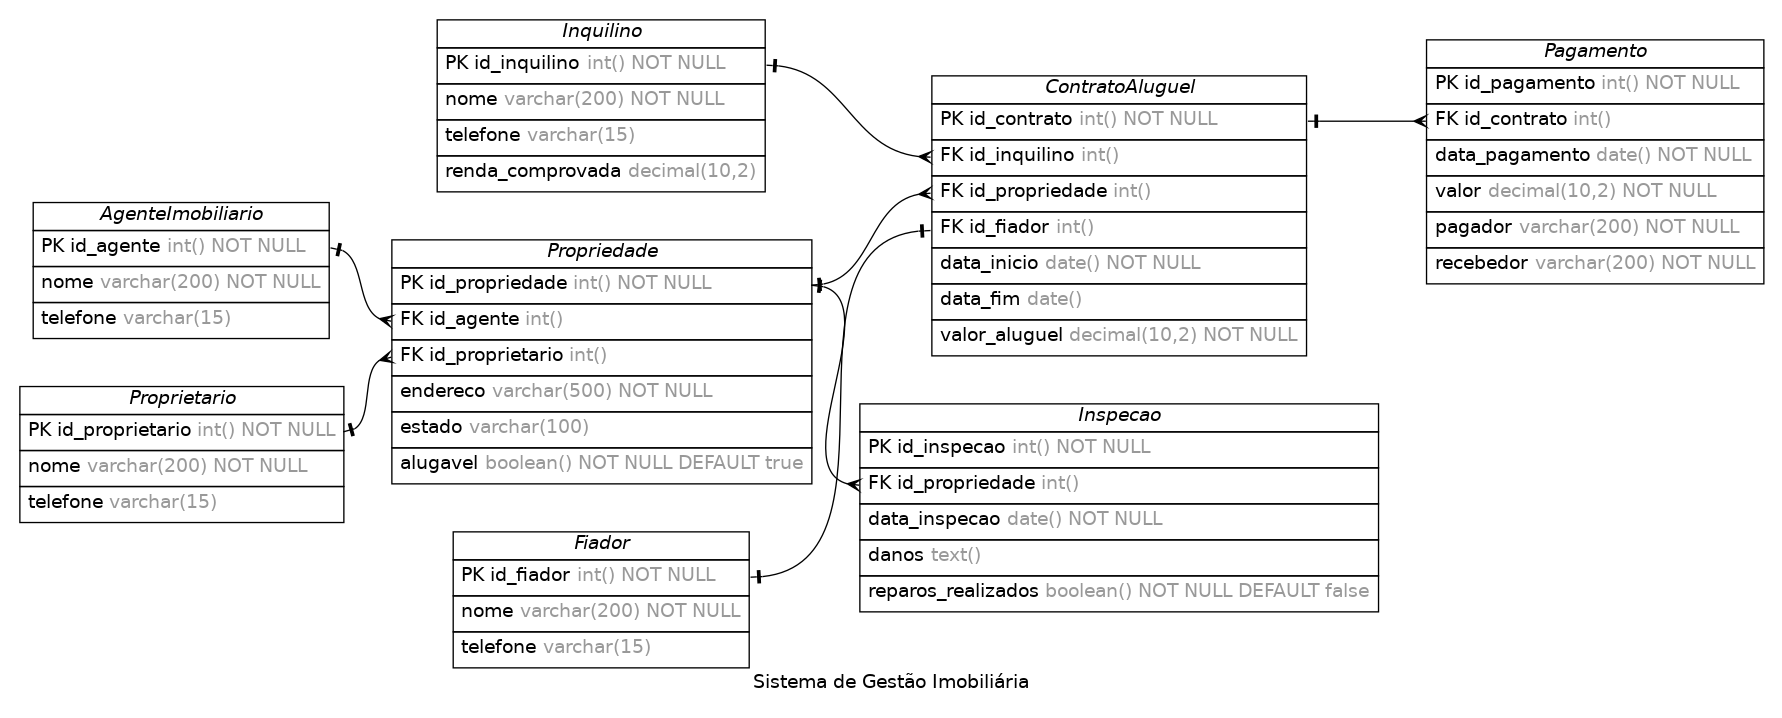 Inquilino
PK id_inquilino int() NOT NULL
nome varchar(200) NOT NULL
telefone varchar(15)
renda_comprovada decimal(10,2)
AgenteImobiliario
PK id_agente int() NOT NULL
nome varchar(200) NOT NULL
telefone varchar(15)
Proprietario
PK id_proprietario int() NOT NULL
nome varchar(200) NOT NULL
telefone varchar(15)
Propriedade
PK id_propriedade int() NOT NULL
FK id_agente int()
FK id_proprietario int()
endereco varchar(500) NOT NULL
estado varchar(100)
alugavel boolean() NOT NULL DEFAULT true
Fiador
PK id_fiador int() NOT NULL
nome varchar(200) NOT NULL
telefone varchar(15)
ContratoAluguel
PK id_contrato int() NOT NULL
FK id_inquilino int()
FK id_propriedade int()
FK id_fiador int()
data_inicio date() NOT NULL
data_fim date()
valor_aluguel decimal(10,2) NOT NULL
Inspecao
PK id_inspecao int() NOT NULL
FK id_propriedade int()
data_inspecao date() NOT NULL
danos text()
reparos_realizados boolean() NOT NULL DEFAULT false
Pagamento
PK id_pagamento int() NOT NULL
FK id_contrato int()
data_pagamento date() NOT NULL
valor decimal(10,2) NOT NULL
pagador varchar(200) NOT NULL
recebedor varchar(200) NOT NULL
Sistema de Gestão Imobiliária